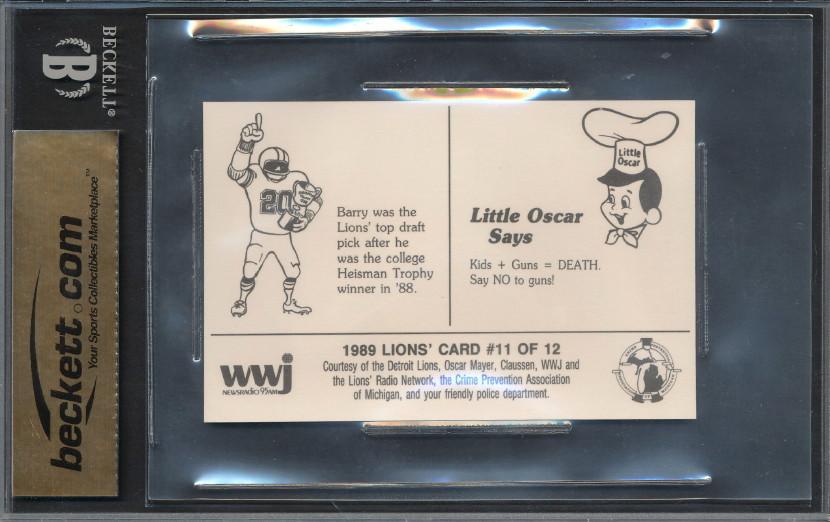 BECKETT®
B
beckett.com
Your Sports Collectibles Marketplace™
20
Barry was the
Lions' top draft
pick after he
was the college
Heisman Trophy
winner in '88.
Little
Oscar
Little Oscar
Says
Kids + Guns = DEATH.
Say NO to guns!
WWJ
NEWSRADIO 95AM
1989 LIONS' CARD #11 OF 12
Courtesy of the Detroit Lions, Oscar Mayer, Claussen, WWJ and
the Lions' Radio Network, the Crime Prevention Association
of Michigan, and your friendly police department.